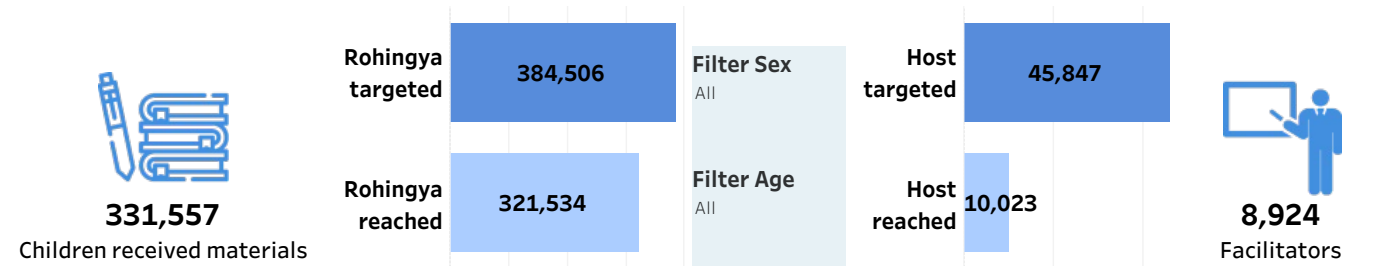 331,557
Children received materials
Rohingya
targeted
384,506
Rohingya
reached
321,534
Filter Sex
All
Filter Age
All
Host
targeted
45,847
Host
reached
10,023
8,924
Facilitators